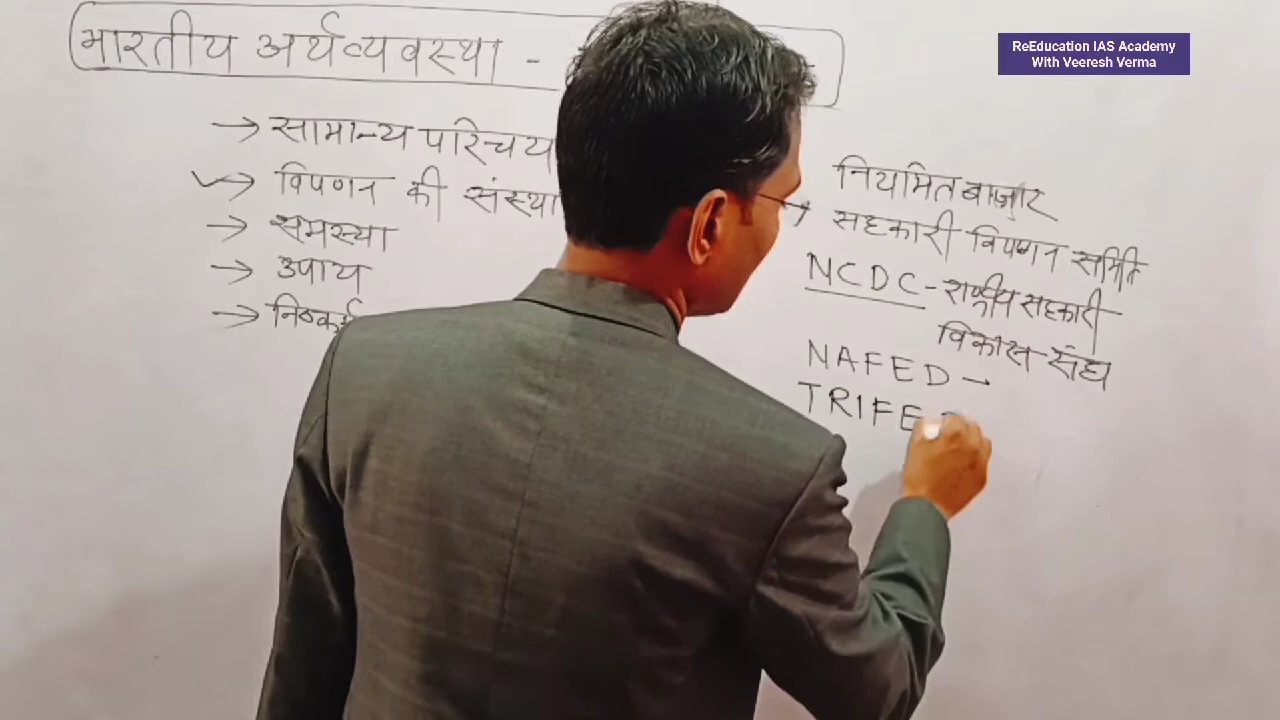 भारतीय अर्थव्यवस्था -
→ सामान्य परिचय
→ विपणन की संस्था
→ समस्या
→ उपाय
→ निष्कर्ष
ReEducation IAS Academy
With Veeresh Verma
नियमित बाज़ार
सहकारी विपणन समिति
NCDC - राष्ट्रीय सहकारी
विकास संघ
NAFED -
TRIFE